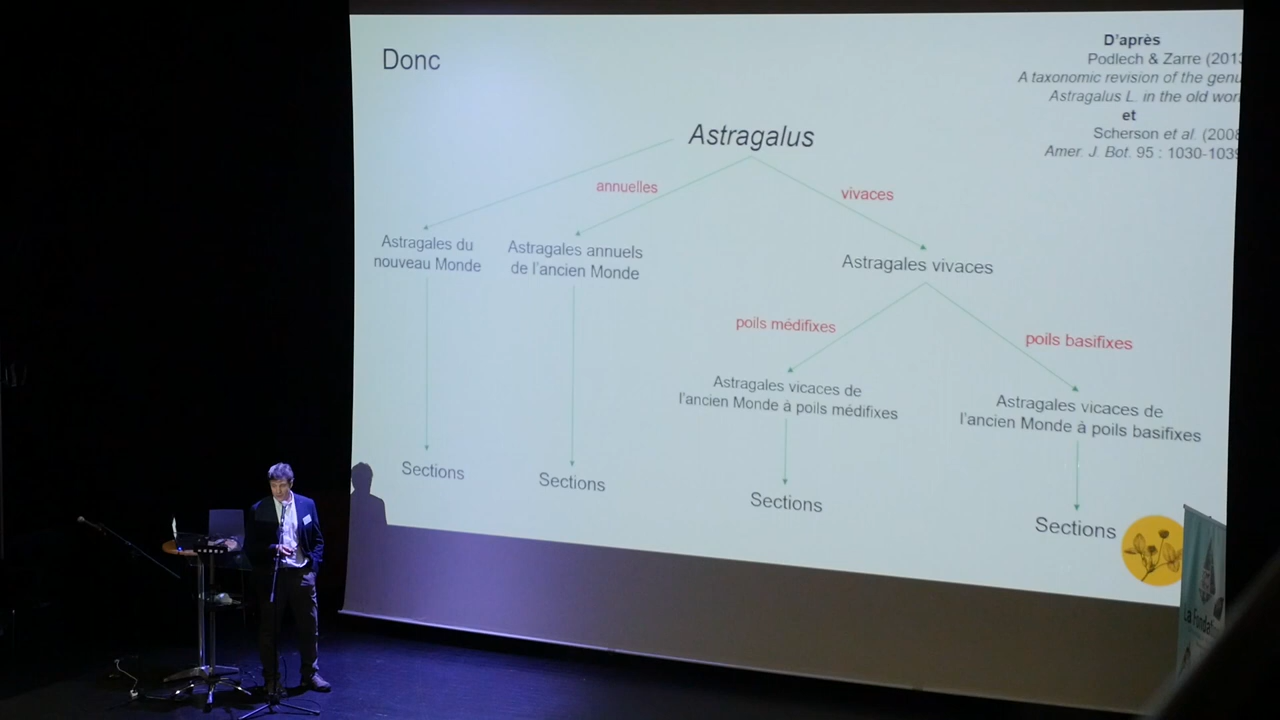 Donc
D'après
Podlech & Zarre (2013
A taxonomic revision of the genu
Astragalus L. in the old wor
et
Scherson et al. (2008
Amer. J. Bot. 95 : 1030-1039
Astragalus
annuelles
vivaces
Astragales du
nouveau Monde
Astragales annuels
de l'ancien Monde
Astragales vivaces
poils médifixes
poils basifixes
Astragales vicaces de
l'ancien Monde à poils médifixes
Astragales vicaces de
l'ancien Monde à poils basifixes
Sections
Sections
Sections
Sections
La Fondat